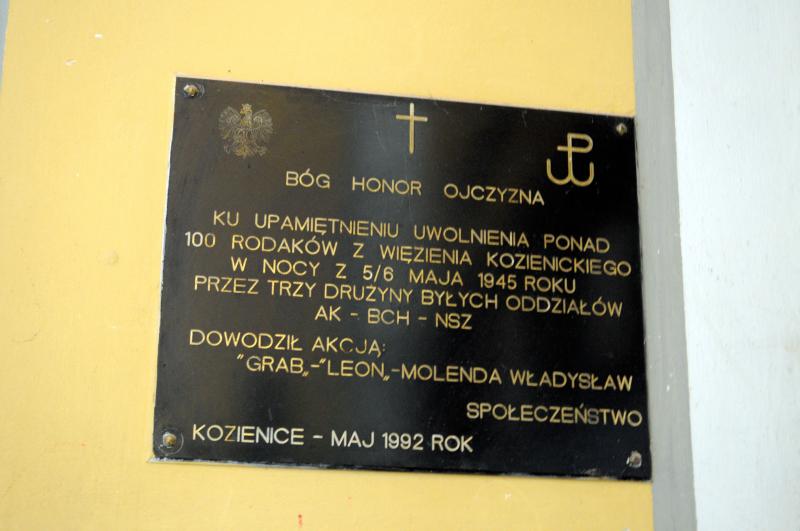 BÓG HONOR OJCZYZNA
KU UPAMIĘTNIENIU UWOLNIENIA PONAD
100 RODAKÓW Z WIĘZIENIA KOZIENICKIEGO
W NOCY Z 5/6 MAJA 1945 ROKU
PRZEZ TRZY DRUŻYNY BYŁYCH ODDZIAŁÓW
AK - BCH - NSZ
DOWODZIŁ AKCJĄ:
"GRAB„-"LEON„-MOLENDA WŁADYSŁAW
SPOŁECZEŃSTWO
KOZIENICE - MAJ 1992 ROK